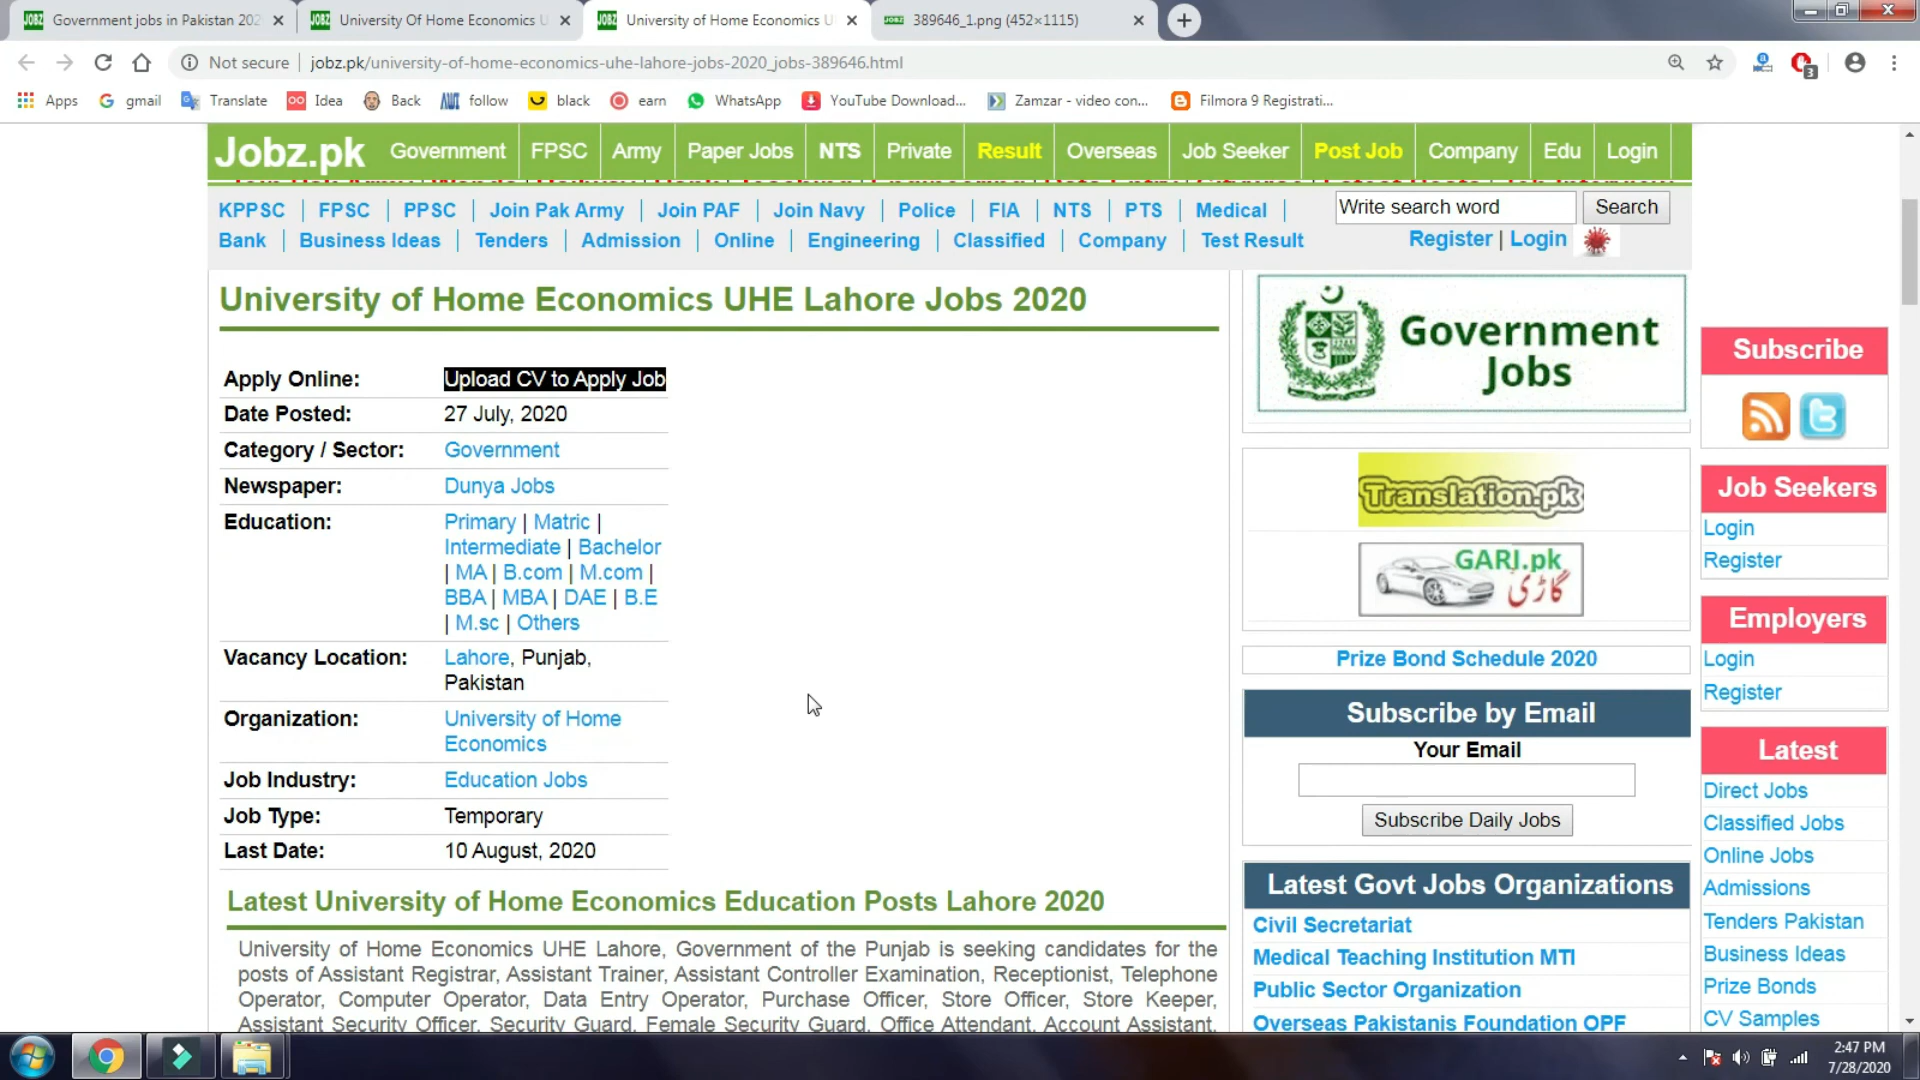 Government jobs in Pakistan 202
University Of Home Economics U
University of Home Economics U
389646_1.png (452×1115)
Not secure
jobz.pk/university-of-home-economics-uhe-lahore-jobs-2020_jobs-389646.html
3
Apps
gmail
Translate
Idea
Back
follow
black
earn
WhatsApp
YouTube Download...
Zamzar - video con...
Filmora 9 Registrati...
Jobz.pk
Government
FPSC
Army
Paper Jobs
NTS
Private
Result
Overseas
Job Seeker
Post Job
Company
Edu
Login
KPPSC | FPSC | PPSC | Join Pak Army | Join PAF | Join Navy | Police | FIA | NTS | PTS | Medical |
Write search word
Search
Bank | Business Ideas | Tenders | Admission | Online | Engineering | Classified | Company | Test Result
Register | Login
University of Home Economics UHE Lahore Jobs 2020
Apply Online: Upload CV to Apply Job
Date Posted: 27 July, 2020
Category / Sector: Government
Newspaper: Dunya Jobs
Education: Primary | Matric |
Intermediate | Bachelor
| MA | B.com | M.com |
BBA | MBA | DAE | B.E
| M.sc | Others
Vacancy Location: Lahore, Punjab,
Pakistan
Organization: University of Home
Economics
Job Industry: Education Jobs
Job Type: Temporary
Last Date: 10 August, 2020
Latest University of Home Economics Education Posts Lahore 2020
University of Home Economics UHE Lahore, Government of the Punjab is seeking candidates for the
posts of Assistant Registrar, Assistant Trainer, Assistant Controller Examination, Receptionist, Telephone
Operator, Computer Operator, Data Entry Operator, Purchase Officer, Store Officer, Store Keeper,
Assistant Security Officer, Security Guard, Female Security Guard, Office Attendant, Account Assistant,
Government
Jobs
Translation.pk
GARI.pk
گاڑی
Prize Bond Schedule 2020
Subscribe by Email
Your Email
Subscribe Daily Jobs
Latest Govt Jobs Organizations
Civil Secretariat
Medical Teaching Institution MTI
Public Sector Organization
Overseas Pakistanis Foundation OPF
Subscribe
Job Seekers
Login
Register
Employers
Login
Register
Latest
Direct Jobs
Classified Jobs
Online Jobs
Admissions
Tenders Pakistan
Business Ideas
Prize Bonds
CV Samples
2:47 PM
7/28/2020